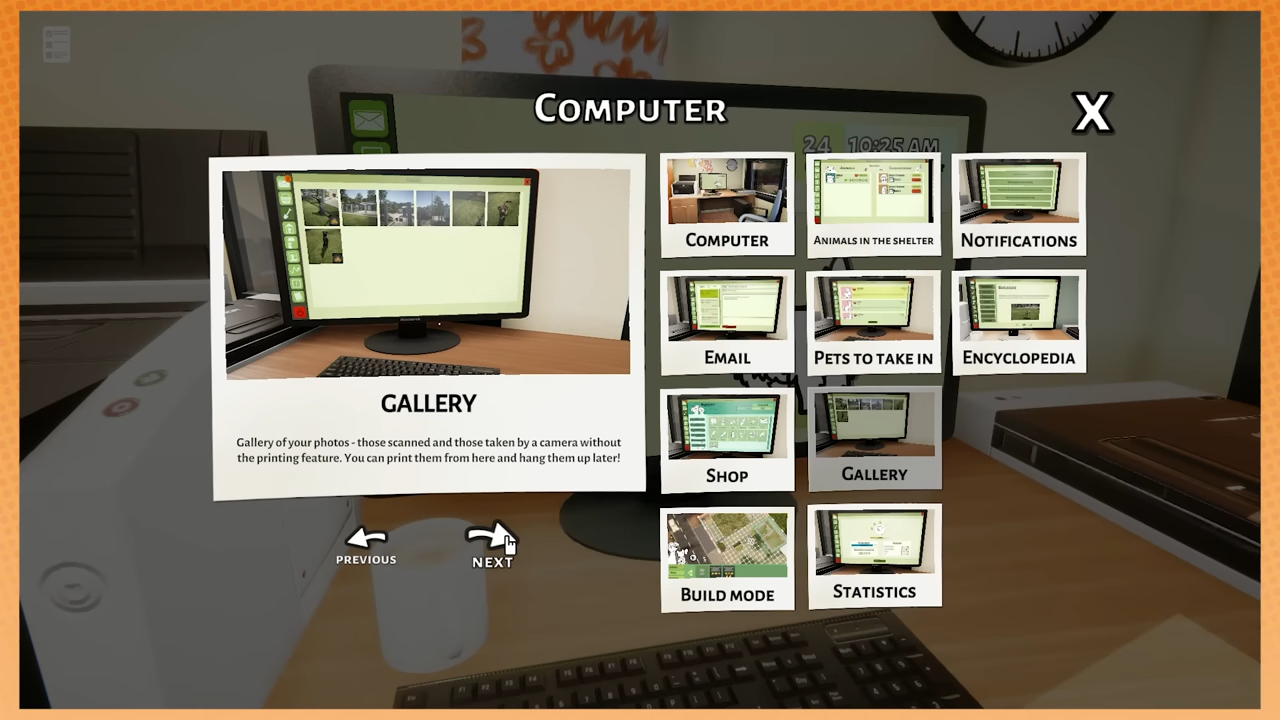 COMPUTER
X
24 10:25 AM
GALLERY
Gallery of your photos - those scanned and those taken by a camera without
the printing feature. You can print them from here and hang them up later!
PREVIOUS
NEXT
COMPUTER
ANIMALS IN THE SHELTER
NOTIFICATIONS
EMAIL
PETS TO TAKE IN
ENCYCLOPEDIA
SHOP
GALLERY
BUILD MODE
STATISTICS